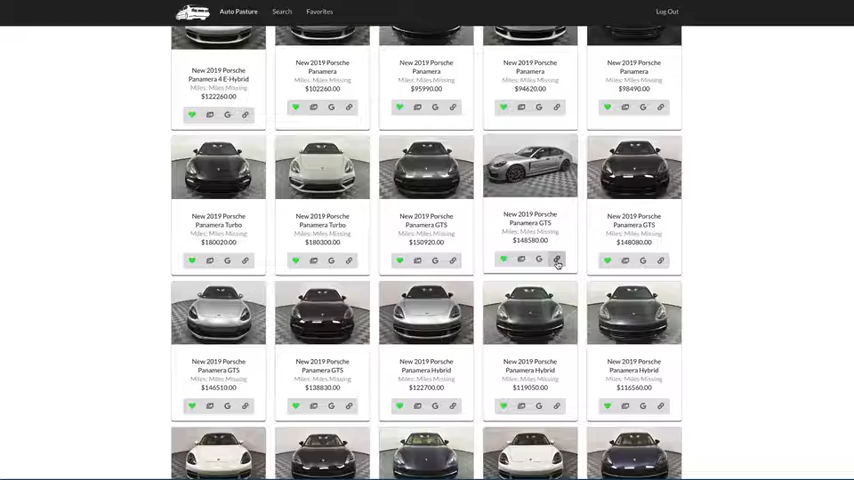 Auto Pasture Search Favorites Log Out
New 2019 Porsche
Panamera 4 E-Hybrid
Miles: Miles Missing
$122260.00
New 2019 Porsche
Panamera
Miles: Miles Missing
$102260.00
New 2019 Porsche
Panamera
Miles: Miles Missing
$95990.00
New 2019 Porsche
Panamera
Miles: Miles Missing
$94620.00
New 2019 Porsche
Panamera
Miles: Miles Missing
$98490.00
New 2019 Porsche
Panamera Turbo
Miles: Miles Missing
$180020.00
New 2019 Porsche
Panamera Turbo
Miles: Miles Missing
$180300.00
New 2019 Porsche
Panamera GTS
Miles: Miles Missing
$150920.00
New 2019 Porsche
Panamera GTS
Miles: Miles Missing
$148580.00
New 2019 Porsche
Panamera GTS
Miles: Miles Missing
$148080.00
New 2019 Porsche
Panamera GTS
Miles: Miles Missing
$146510.00
New 2019 Porsche
Panamera GTS
Miles: Miles Missing
$138830.00
New 2019 Porsche
Panamera Hybrid
Miles: Miles Missing
$122700.00
New 2019 Porsche
Panamera Hybrid
Miles: Miles Missing
$119050.00
New 2019 Porsche
Panamera Hybrid
Miles: Miles Missing
$116560.00